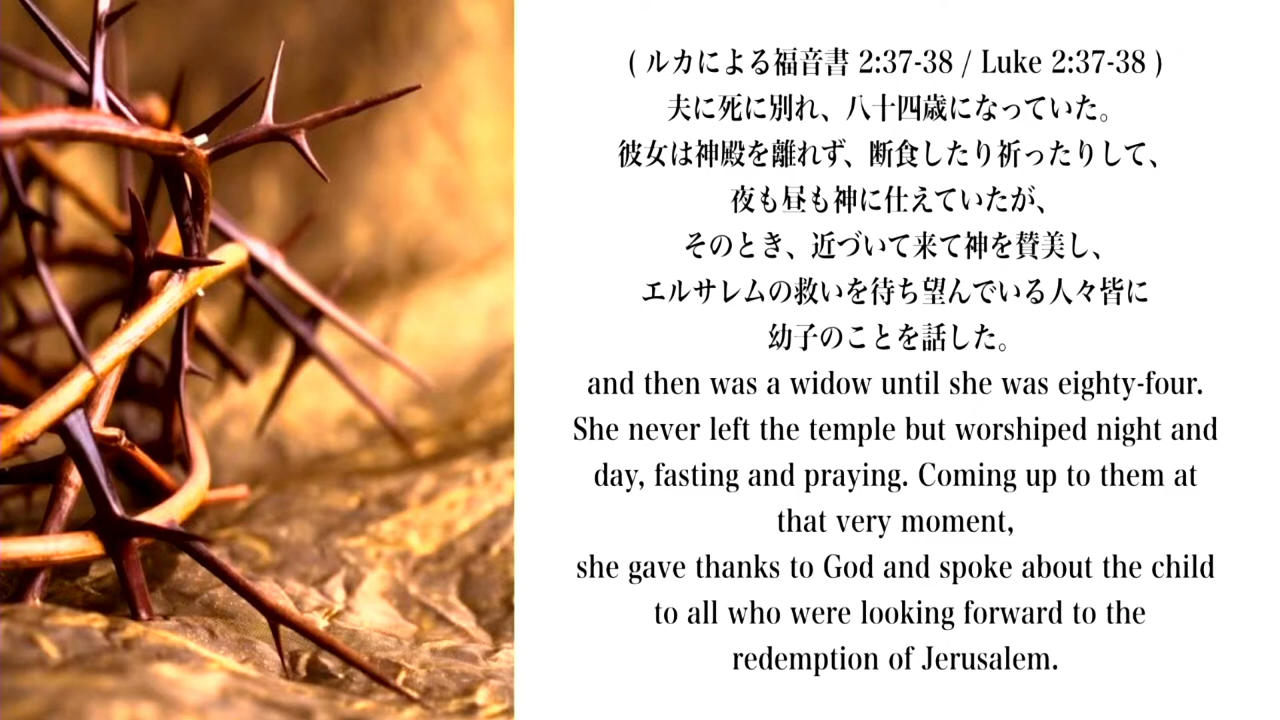 ( ルカによる福音書 2:37-38 / Luke 2:37-38 )
夫に死に別れ、八十四歳になっていた。
彼女は神殿を離れず、断食したり祈ったりして、
夜も昼も神に仕えていたが、
そのとき、近づいて来て神を賛美し、
エルサレムの救いを待ち望んでいる人々皆に
幼子のことを話した。
and then was a widow until she was eighty-four.
She never left the temple but worshiped night and
day, fasting and praying. Coming up to them at
that very moment,
she gave thanks to God and spoke about the child
to all who were looking forward to the
redemption of Jerusalem.